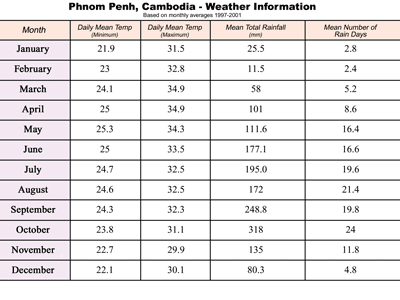 Phnom Penh, Cambodia - Weather Information
Based on monthly averages 1997-2001
Month Daily Mean Temp (Minimum) Daily Mean Temp (Maximum) Mean Total Rainfall (mm) Mean Number of Rain Days
January 21.9 31.5 25.5 2.8
February 23 32.8 11.5 2.4
March 24.1 34.9 58 5.2
April 25 34.9 101 8.6
May 25.3 34.3 111.6 16.4
June 25 33.5 177.1 16.6
July 24.7 32.5 195.0 19.6
August 24.6 32.5 172 21.4
September 24.3 32.3 248.8 19.8
October 23.8 31.1 318 24
November 22.7 29.9 135 11.8
December 22.1 30.1 80.3 4.8